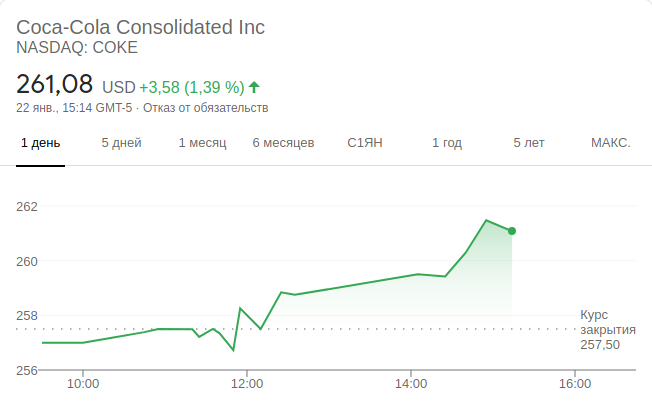 Coca-Cola Consolidated Inc
NASDAQ: COKE
261,08 USD +3,58 (1,39 %)
22 янв., 15:14 GMT-5 · Отказ от обязательств
1 день 5 дней 1 месяц 6 месяцев С1ЯН 1 год 5 лет МАКС.
262
260
258
256
Курс
закрытия
257,50
10:00 12:00 14:00 16:00